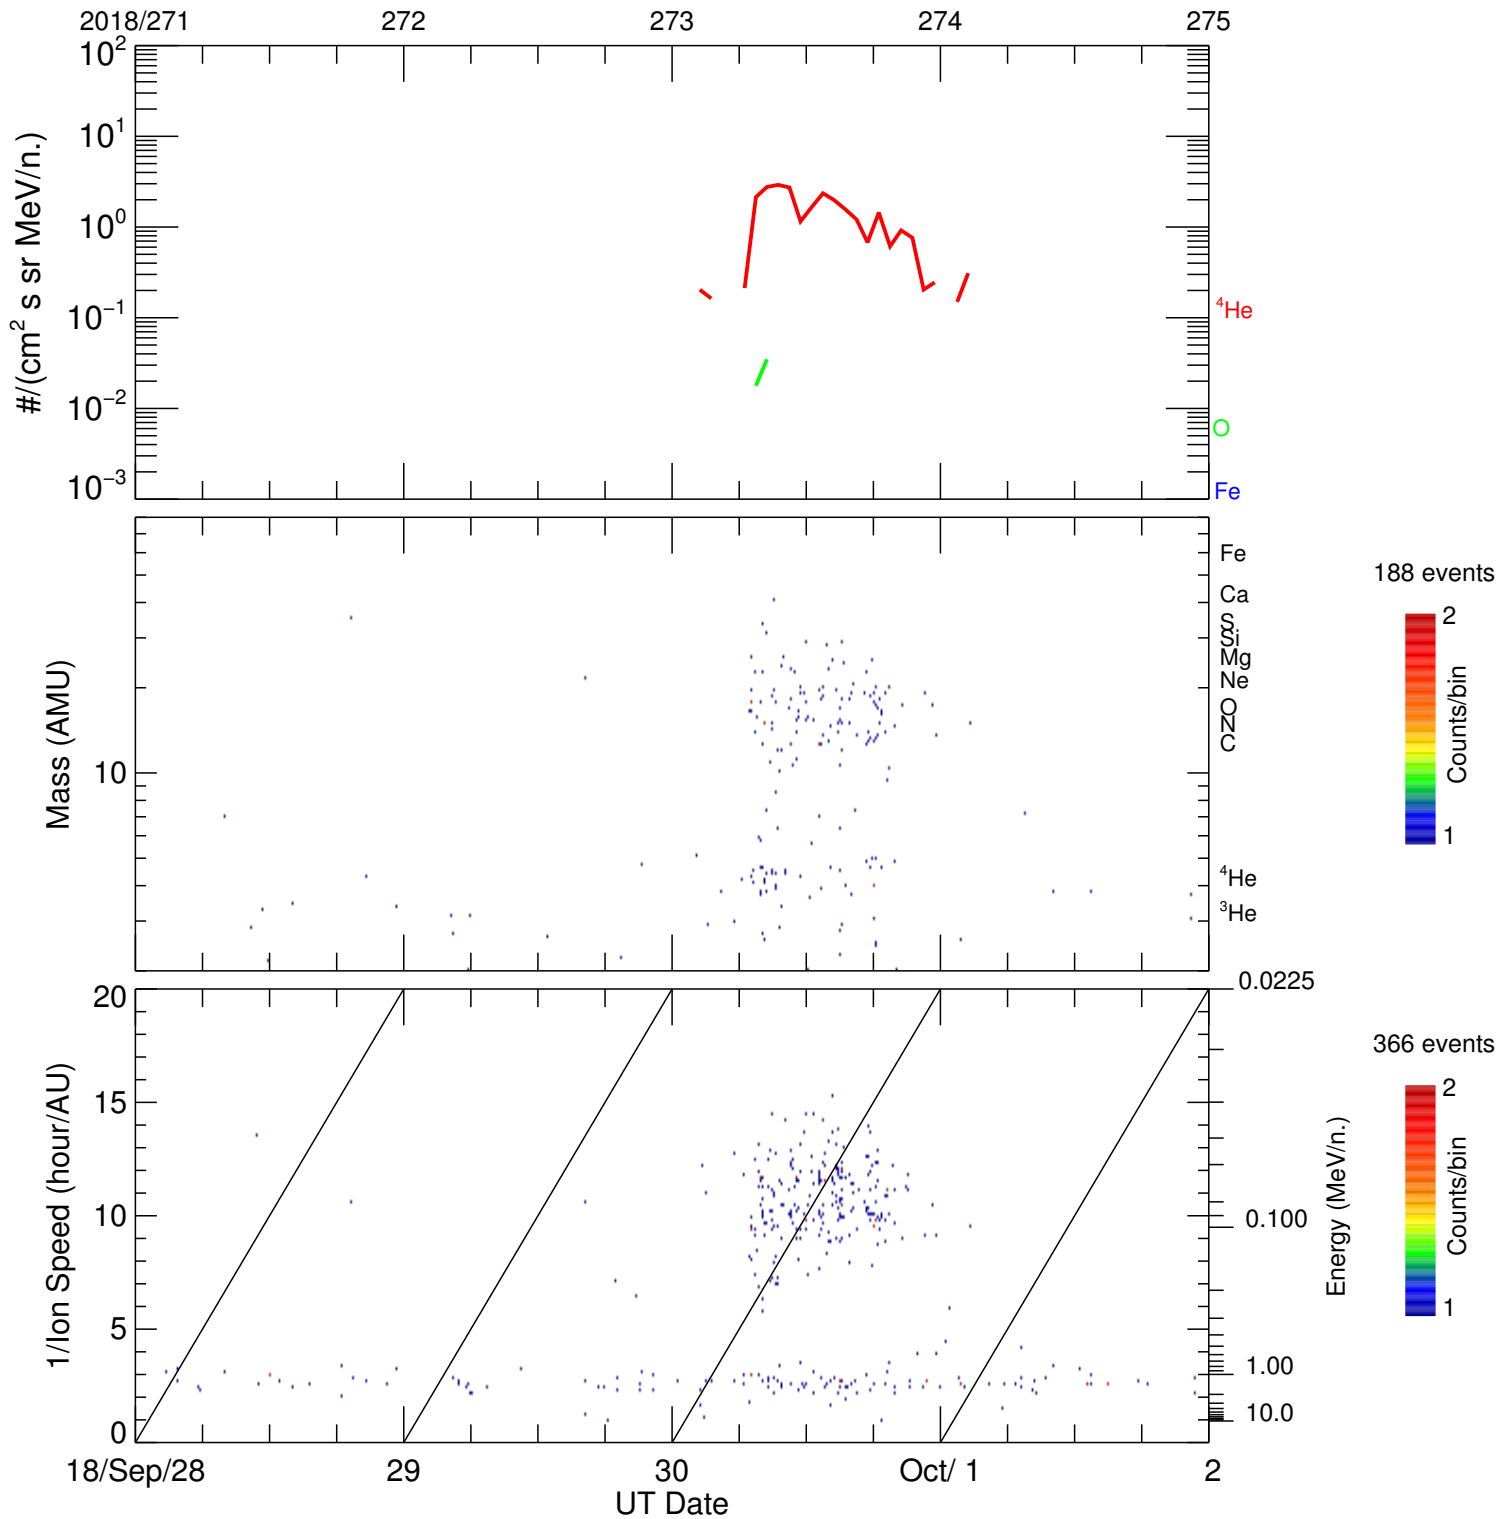 2018/271 272 273 274 275
10²
10¹
10⁰
10⁻¹
10⁻²
10⁻³
#/(cm² s sr MeV/n.)
⁴He
O
Fe
Mass (AMU)
10
Fe
Ca
S
Si
Mg
Ne
O
N
C
⁴He
³He
188 events
2
Counts/bin
1
1/Ion Speed (hour/AU)
20
15
10
5
0
0.0225
0.100
1.00
10.0
Energy (MeV/n.)
366 events
2
Counts/bin
1
18/Sep/28 29 30 Oct/ 1 2
UT Date